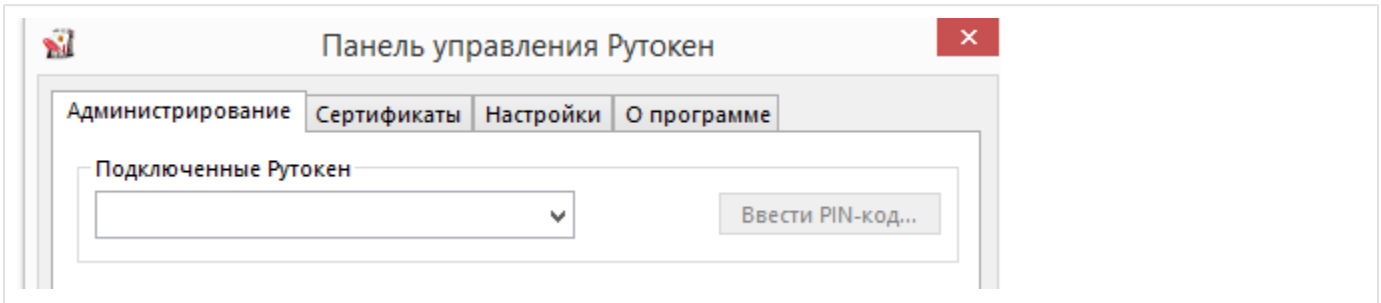 Панель управления Рутокен
Администрирование Сертификаты Настройки О программе
Подключенные Рутокен
Ввести PIN-код...